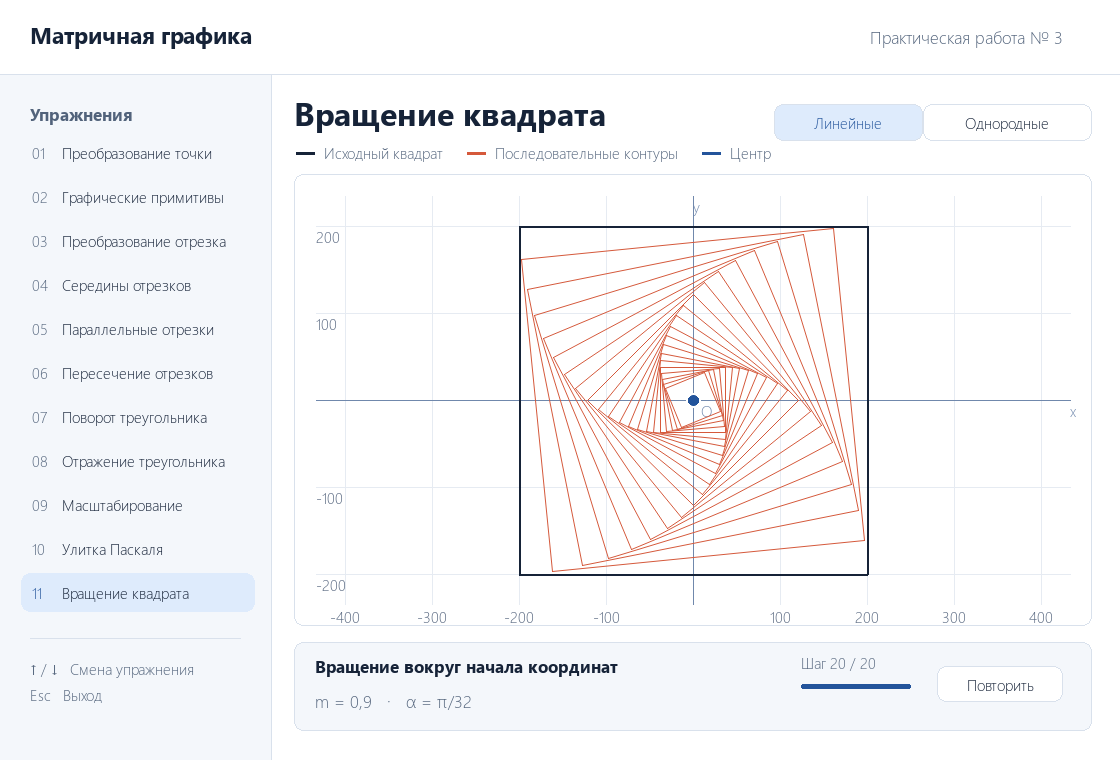 Матричная графика
Практическая работа № 3
Упражнения
01 Преобразование точки
02 Графические примитивы
03 Преобразование отрезка
04 Середины отрезков
05 Параллельные отрезки
06 Пересечение отрезков
07 Поворот треугольника
08 Отражение треугольника
09 Масштабирование
10 Улитка Паскаля
11 Вращение квадрата
↑ / ↓ Смена упражнения
Esc Выход
Вращение квадрата
Линейные
Однородные
Исходный квадрат
Последовательные контуры
Центр
y
200
100
O
x
-100
-200
-400 -300 -200 -100 100 200 300 400
Вращение вокруг начала координат
m = 0,9 · α = π/32
Шаг 20 / 20
Повторить